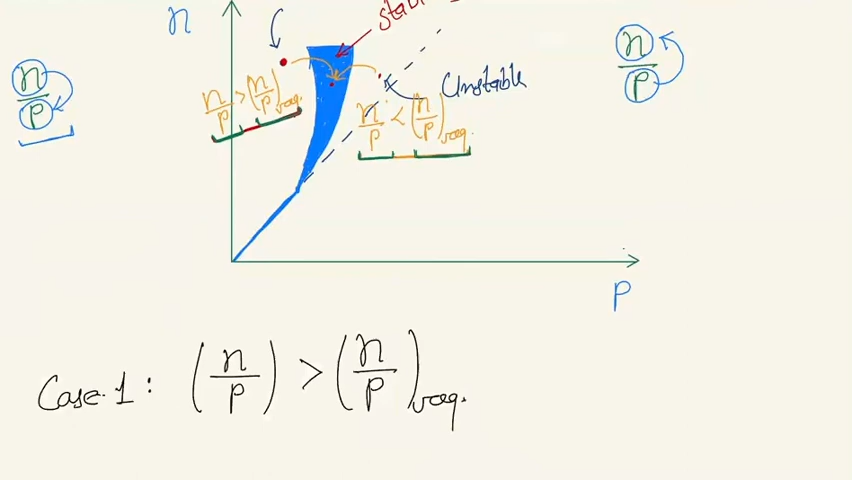 n
Unstable
n/p
n/p
n/p > (n/p)req.
n/p < (n/p)req.
p
Case 1: (n/p) > (n/p)req.